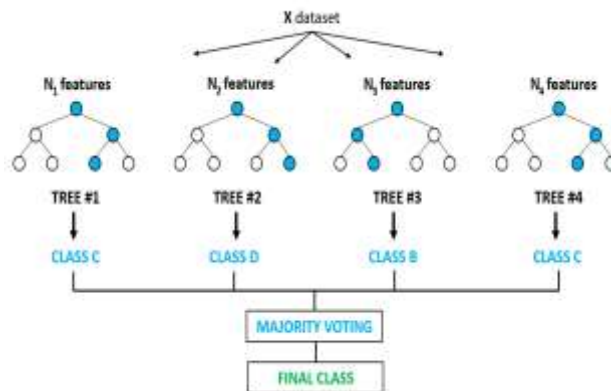 X dataset
N₁ features N₂ features N₃ features N₄ features
TREE #1 TREE #2 TREE #3 TREE #4
CLASS C CLASS D CLASS B CLASS C
MAJORITY VOTING
FINAL CLASS